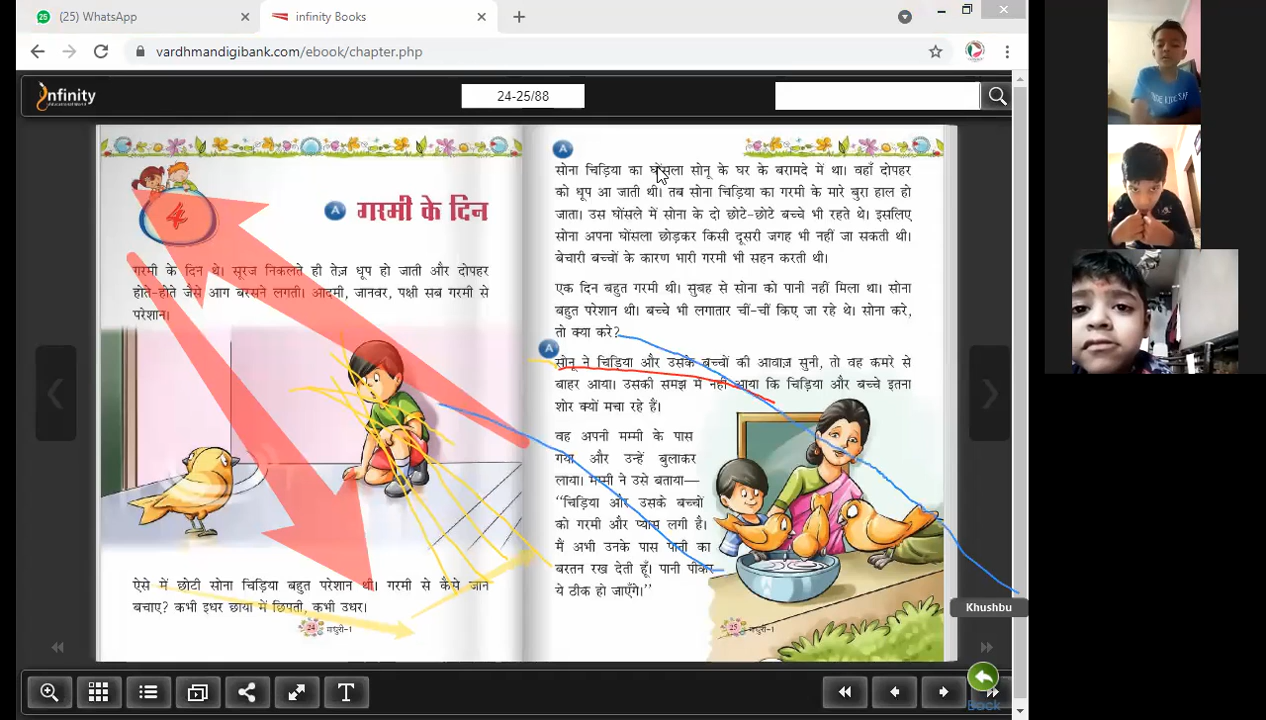 (25) WhatsApp
infinity Books
vardhmandigibank.com/ebook/chapter.php
infinity
24-25/88
4
A गरमी के दिन
गरमी के दिन थे। सूरज निकलते ही तेज़ धूप हो जाती और दोपहर
होते-होते जैसे आग बरसने लगती। आदमी, जानवर, पक्षी सब गरमी से
परेशान।
ऐसे में छोटी सोना चिड़िया बहुत परेशान थी। गरमी से कैसे जान
बचाए? कभी इधर छाया में छिपती, कभी उधर।
24 मधुरी-1
A
सोना चिड़िया का घोंसला सोनू के घर के बरामदे में था। वहाँ दोपहर
को धूप आ जाती थी। तब सोना चिड़िया का गरमी के मारे बुरा हाल हो
जाता। उस घोंसले में सोना के दो छोटे-छोटे बच्चे भी रहते थे। इसलिए
सोना अपना घोंसला छोड़कर किसी दूसरी जगह भी नहीं जा सकती थी।
बेचारी बच्चों के कारण भारी गरमी भी सहन करती थी।
एक दिन बहुत गरमी थी। सुबह से सोना को पानी नहीं मिला था। सोना
बहुत परेशान थी। बच्चे भी लगातार चीं-चीं किए जा रहे थे। सोना करे,
तो क्या करे?
A
सोनू ने चिड़िया और उसके बच्चों की आवाज़ सुनी, तो वह कमरे से
बाहर आया। उसकी समझ में नहीं आया कि चिड़िया और बच्चे इतना
शोर क्यों मचा रहे हैं।
वह अपनी मम्मी के पास
गया और उन्हें बुलाकर
लाया। मम्मी ने उसे बताया—
“चिड़िया और उसके बच्चों
को गरमी और प्यास लगी है।
मैं अभी उनके पास पानी का
बरतन रख देती हूँ। पानी पीकर
ये ठीक हो जाएँगे।”
25 मधुरी-1
Khushbu
T
Back